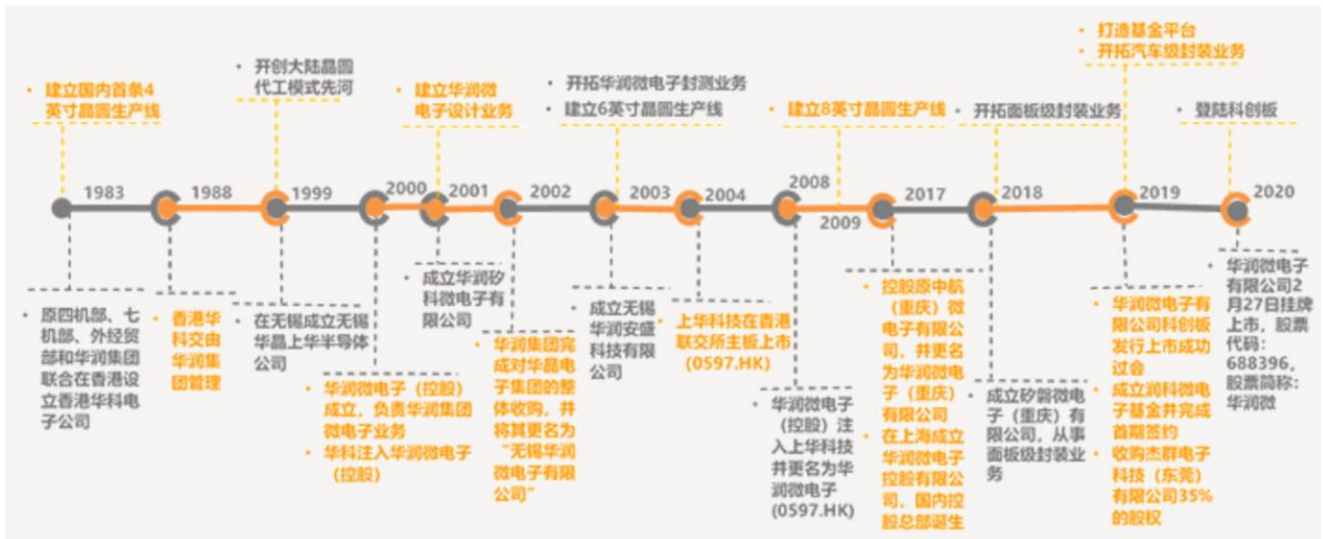 • 打造基金平台
• 开拓汽车级封装业务
• 建立国内首条4
英寸晶圆生产线
• 开创大陆晶圆
代工模式先河
• 建立华润微
电子设计业务
• 开拓华润微电子封测业务
• 建立6英寸晶圆生产线
• 建立8英寸晶圆生产线
• 开拓面板级封装业务
• 登陆科创板
1983
1988
1999
2000
2001
2002
2003
2004
2008
2009
2017
2018
2019
2020
• 原四机部、七
机部、外经贸
部和华润集团
联合在香港设
立香港华科电
子公司
• 香港华
科交由
华润集
团管理
• 在无锡成立无锡
华晶上华半导体
公司
• 华润微电子（控股）
成立，负责华润集团
微电子业务
• 华科注入华润微电子
（控股）
• 成立华润矽
科微电子有
限公司
• 华润集团完
成对华晶电
子集团的整
体收购，并
将其更名为
“无锡华润
微电子有限
公司”
• 成立无锡
华润安盛
科技有限
公司
• 上华科技在香港
联交所主板上市
(0597.HK)
• 华润微电子
（控股）注
入上华科技
并更名为华
润微电子
(0597.HK)
• 控股原中航
（重庆）微
电子有限公
司，并更名
为华润微电
子（重庆）
有限公司
• 在上海成立
华润微电子
控股有限公
司，国内控
股总部诞生
• 成立矽磐微电
子（重庆）有
限公司，从事
面板级封装业
务
• 华润微电子有
限公司科创板
发行上市成功
过会
• 成立润科微电
子基金并完成
首期签约
• 收购杰群电子
科技（东莞）
有限公司35%
的股权
• 华润微电子
有限公司2
月27日挂牌
上市，股票
代码：
688396，
股票简称：
华润微